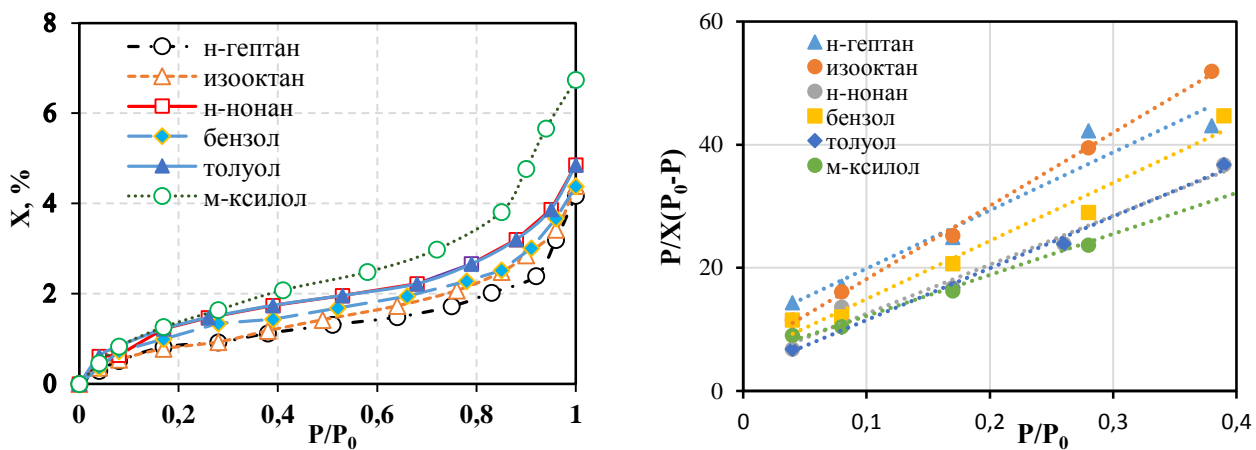 X, %
8
6
4
2
0
н-гептан
изооктан
н-нонан
бензол
толуол
м-ксилол
0 0,2 0,4 0,6 0,8 1
P/P₀
P/X(P₀-P)
60
40
20
0
н-гептан
изооктан
н-нонан
бензол
толуол
м-ксилол
0 0,1 0,2 0,3 0,4
P/P₀